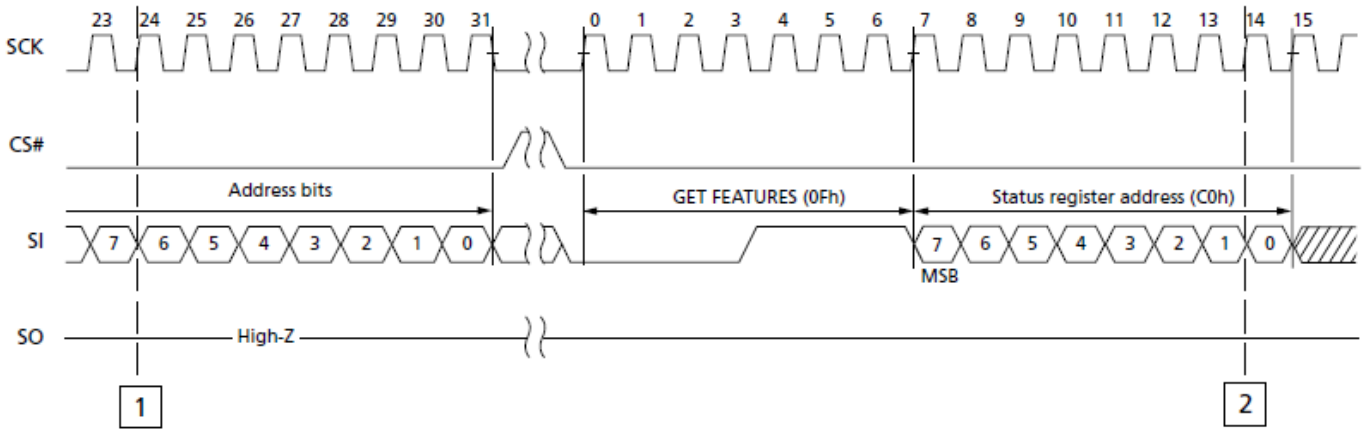 23 24 25 26 27 28 29 30 31 0 1 2 3 4 5 6 7 8 9 10 11 12 13 14 15
SCK
CS#
Address bits GET FEATURES (0Fh) Status register address (C0h)
SI 7 6 5 4 3 2 1 0 7 6 5 4 3 2 1 0
MSB
SO High-Z
1 2